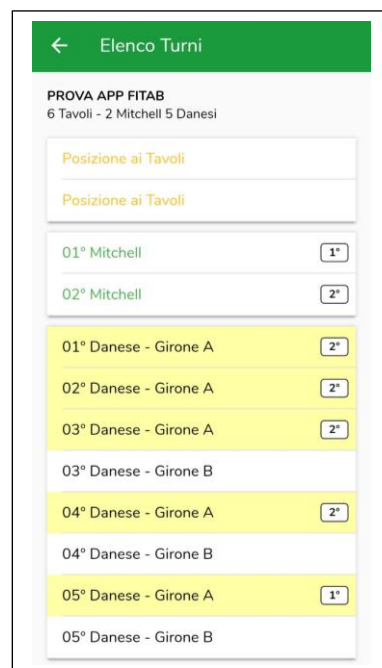 Elenco Turni
PROVA APP FITAB
6 Tavoli - 2 Mitchell 5 Danesi
Posizione ai Tavoli
Posizione ai Tavoli
01° Mitchell 1°
02° Mitchell 2°
01° Danese - Girone A 2°
02° Danese - Girone A 2°
03° Danese - Girone A 2°
03° Danese - Girone B
04° Danese - Girone A 2°
04° Danese - Girone B
05° Danese - Girone A 1°
05° Danese - Girone B